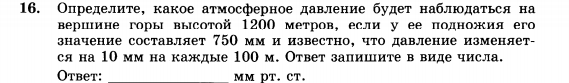 16. Определите, какое атмосферное давление будет наблюдаться на
вершине горы высотой 1200 метров, если у ее подножия его
значение составляет 750 мм и известно, что давление изменяет-
ся на 10 мм на каждые 100 м. Ответ запишите в виде числа.
Ответ: ____________________ мм рт. ст.